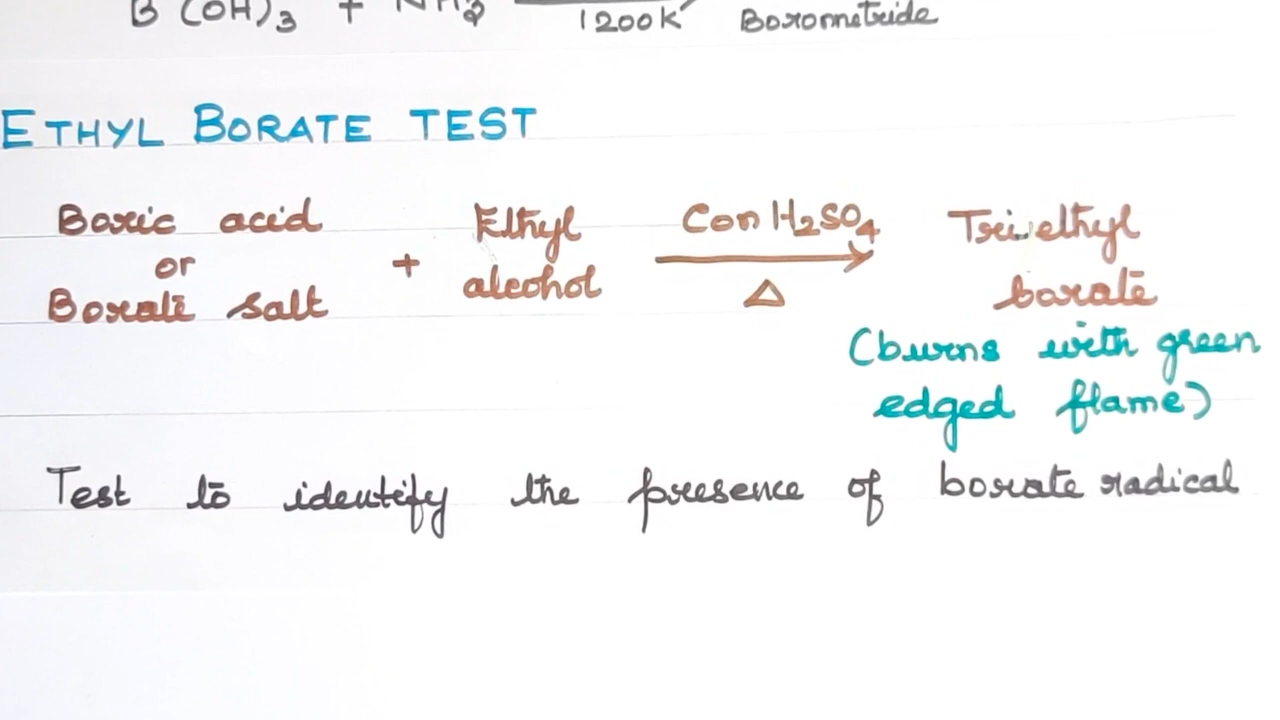 B(OH)3 + NH3 1200K Boronnitride
ETHYL BORATE TEST
Boric acid or Borate salt + Ethyl alcohol Con H₂SO₄ Δ Triethyl borate
(burns with green
edged flame)
Test to identify the presence of borate radical